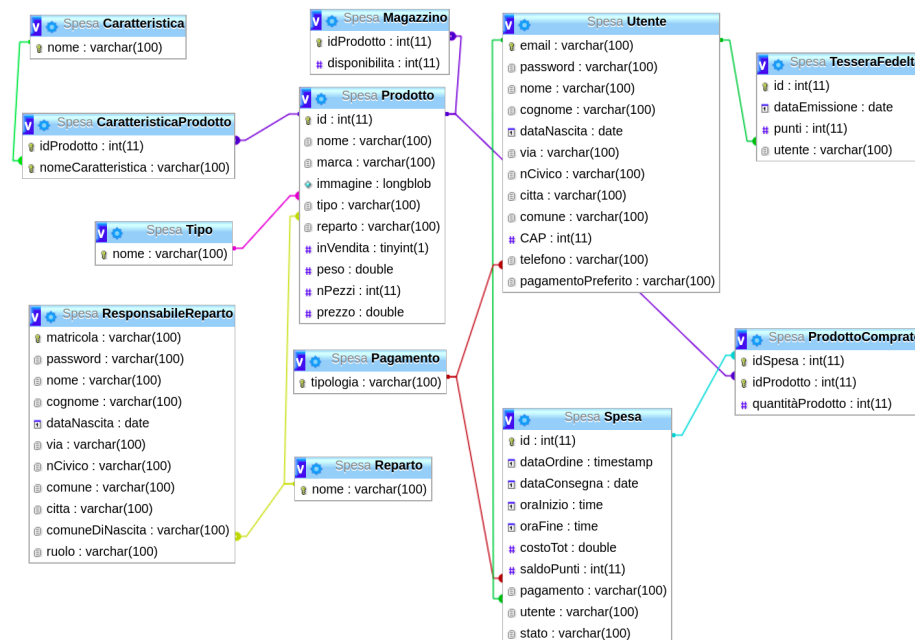 Spesa Caratteristica
nome : varchar(100)
Spesa Magazzino
idProdotto : int(11)
disponibilita : int(11)
Spesa Utente
email : varchar(100)
password : varchar(100)
nome : varchar(100)
cognome : varchar(100)
dataNascita : date
via : varchar(100)
nCivico : varchar(100)
citta : varchar(100)
comune : varchar(100)
CAP : int(11)
telefono : varchar(100)
pagamentoPreferito : varchar(100)
Spesa TesseraFedelt
id : int(11)
dataEmissione : date
punti : int(11)
utente : varchar(100)
Spesa CaratteristicaProdotto
idProdotto : int(11)
nomeCaratteristica : varchar(100)
Spesa Prodotto
id : int(11)
nome : varchar(100)
marca : varchar(100)
immagine : longblob
tipo : varchar(100)
reparto : varchar(100)
inVendita : tinyint(1)
peso : double
nPezzi : int(11)
prezzo : double
Spesa Tipo
nome : varchar(100)
Spesa ResponsabileReparto
matricola : varchar(100)
password : varchar(100)
nome : varchar(100)
cognome : varchar(100)
dataNascita : date
via : varchar(100)
nCivico : varchar(100)
comune : varchar(100)
citta : varchar(100)
comuneDiNascita : varchar(100)
ruolo : varchar(100)
Spesa Pagamento
tipologia : varchar(100)
Spesa Reparto
nome : varchar(100)
Spesa Spesa
id : int(11)
dataOrdine : timestamp
dataConsegna : date
oraInizio : time
oraFine : time
costoTot : double
saldoPunti : int(11)
pagamento : varchar(100)
utente : varchar(100)
stato : varchar(100)
Spesa ProdottoComprat
idSpesa : int(11)
idProdotto : int(11)
quantitàProdotto : int(11)